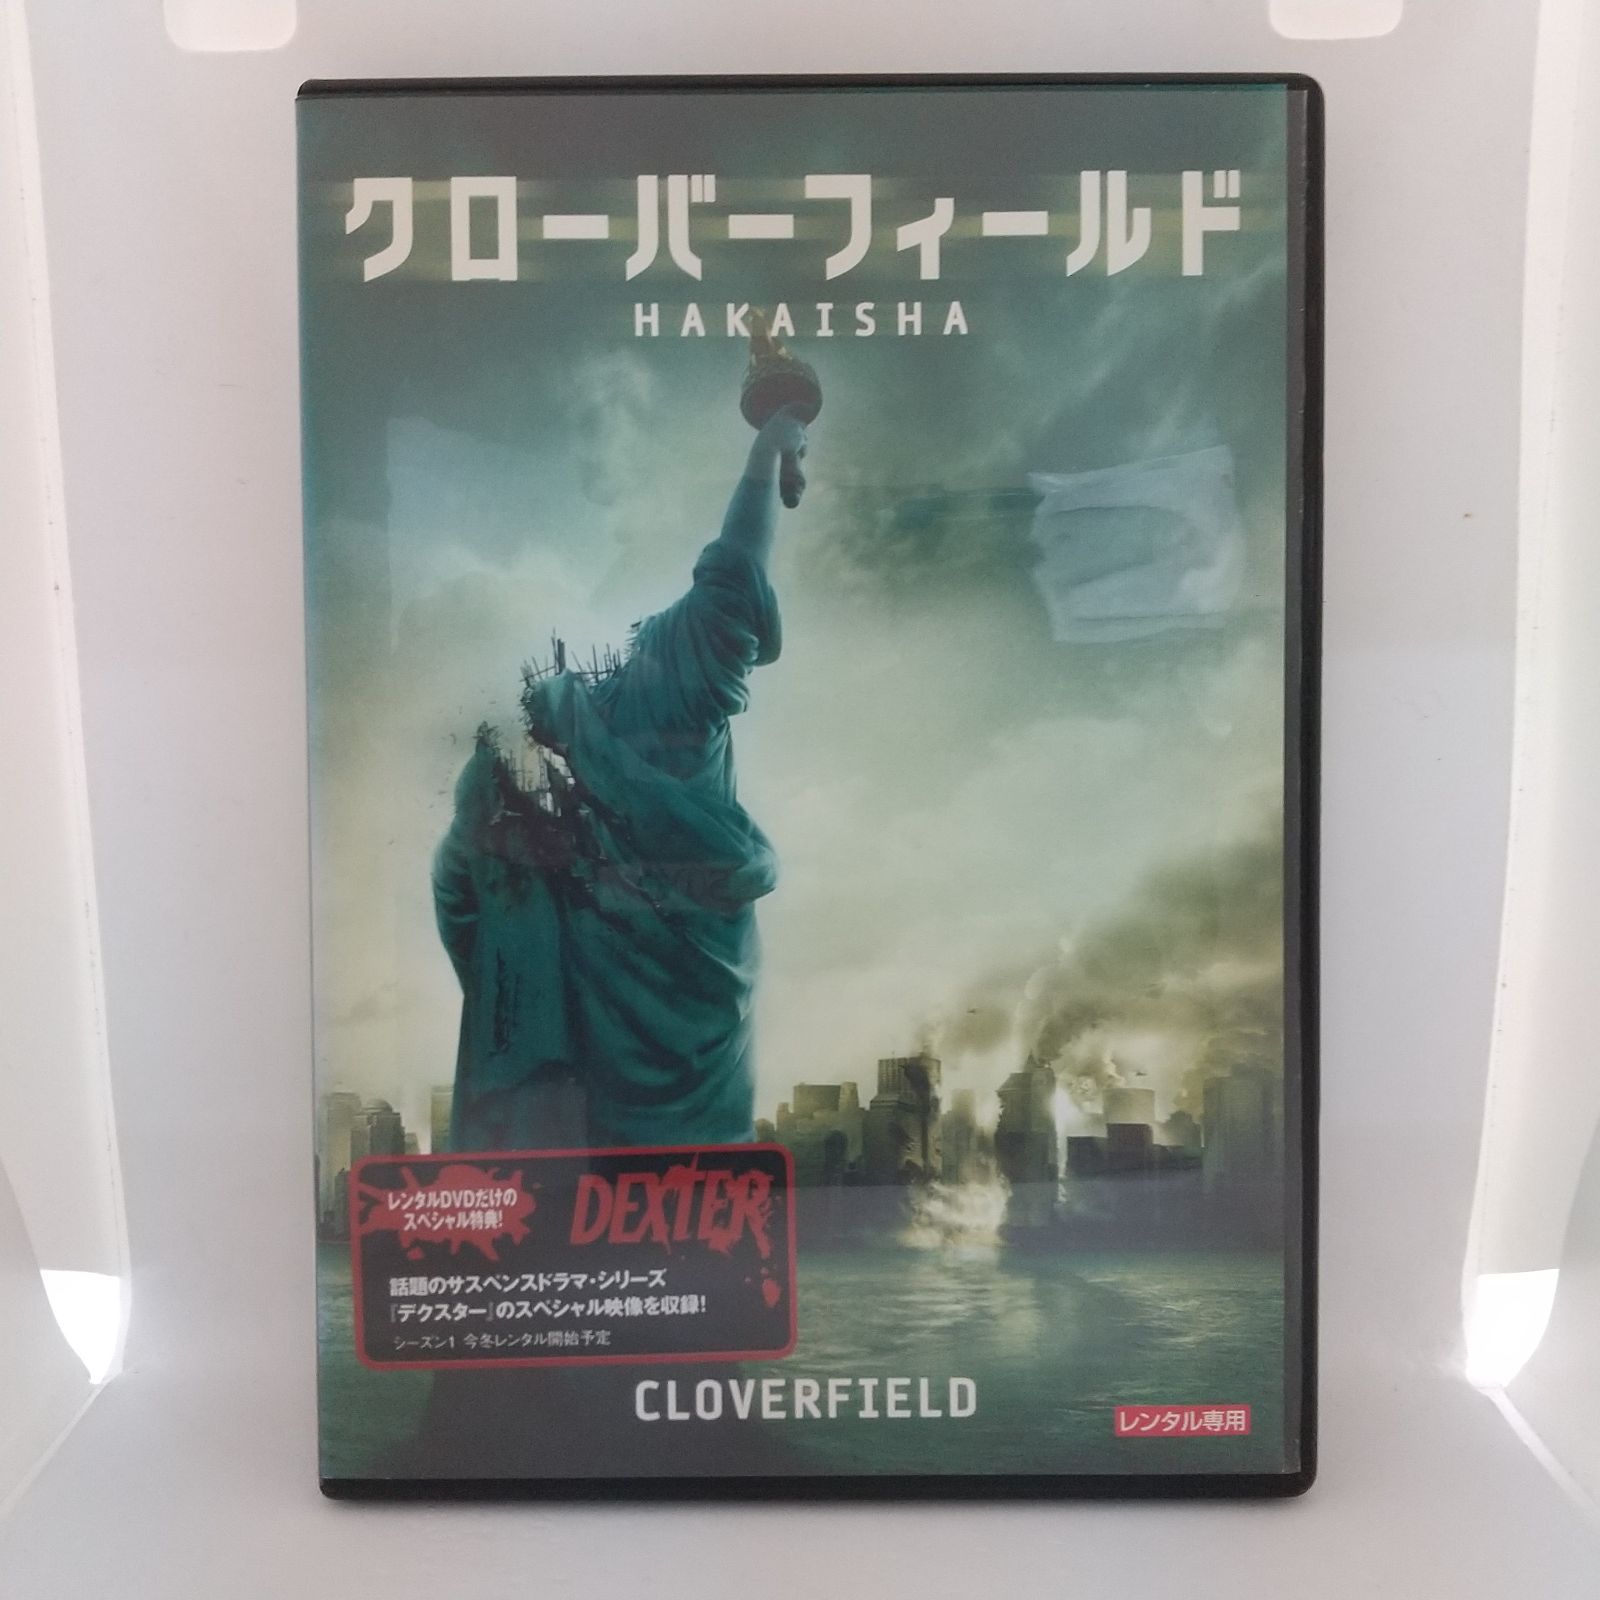 クローバーフィールド
HAKAISHA
レンタルDVDだけの
スペシャル特典!
DEXTER
話題のサスペンスドラマ・シリーズ
『デクスター』のスペシャル映像を収録!
シーズン1 今冬レンタル開始予定
CLOVERFIELD
レンタル専用